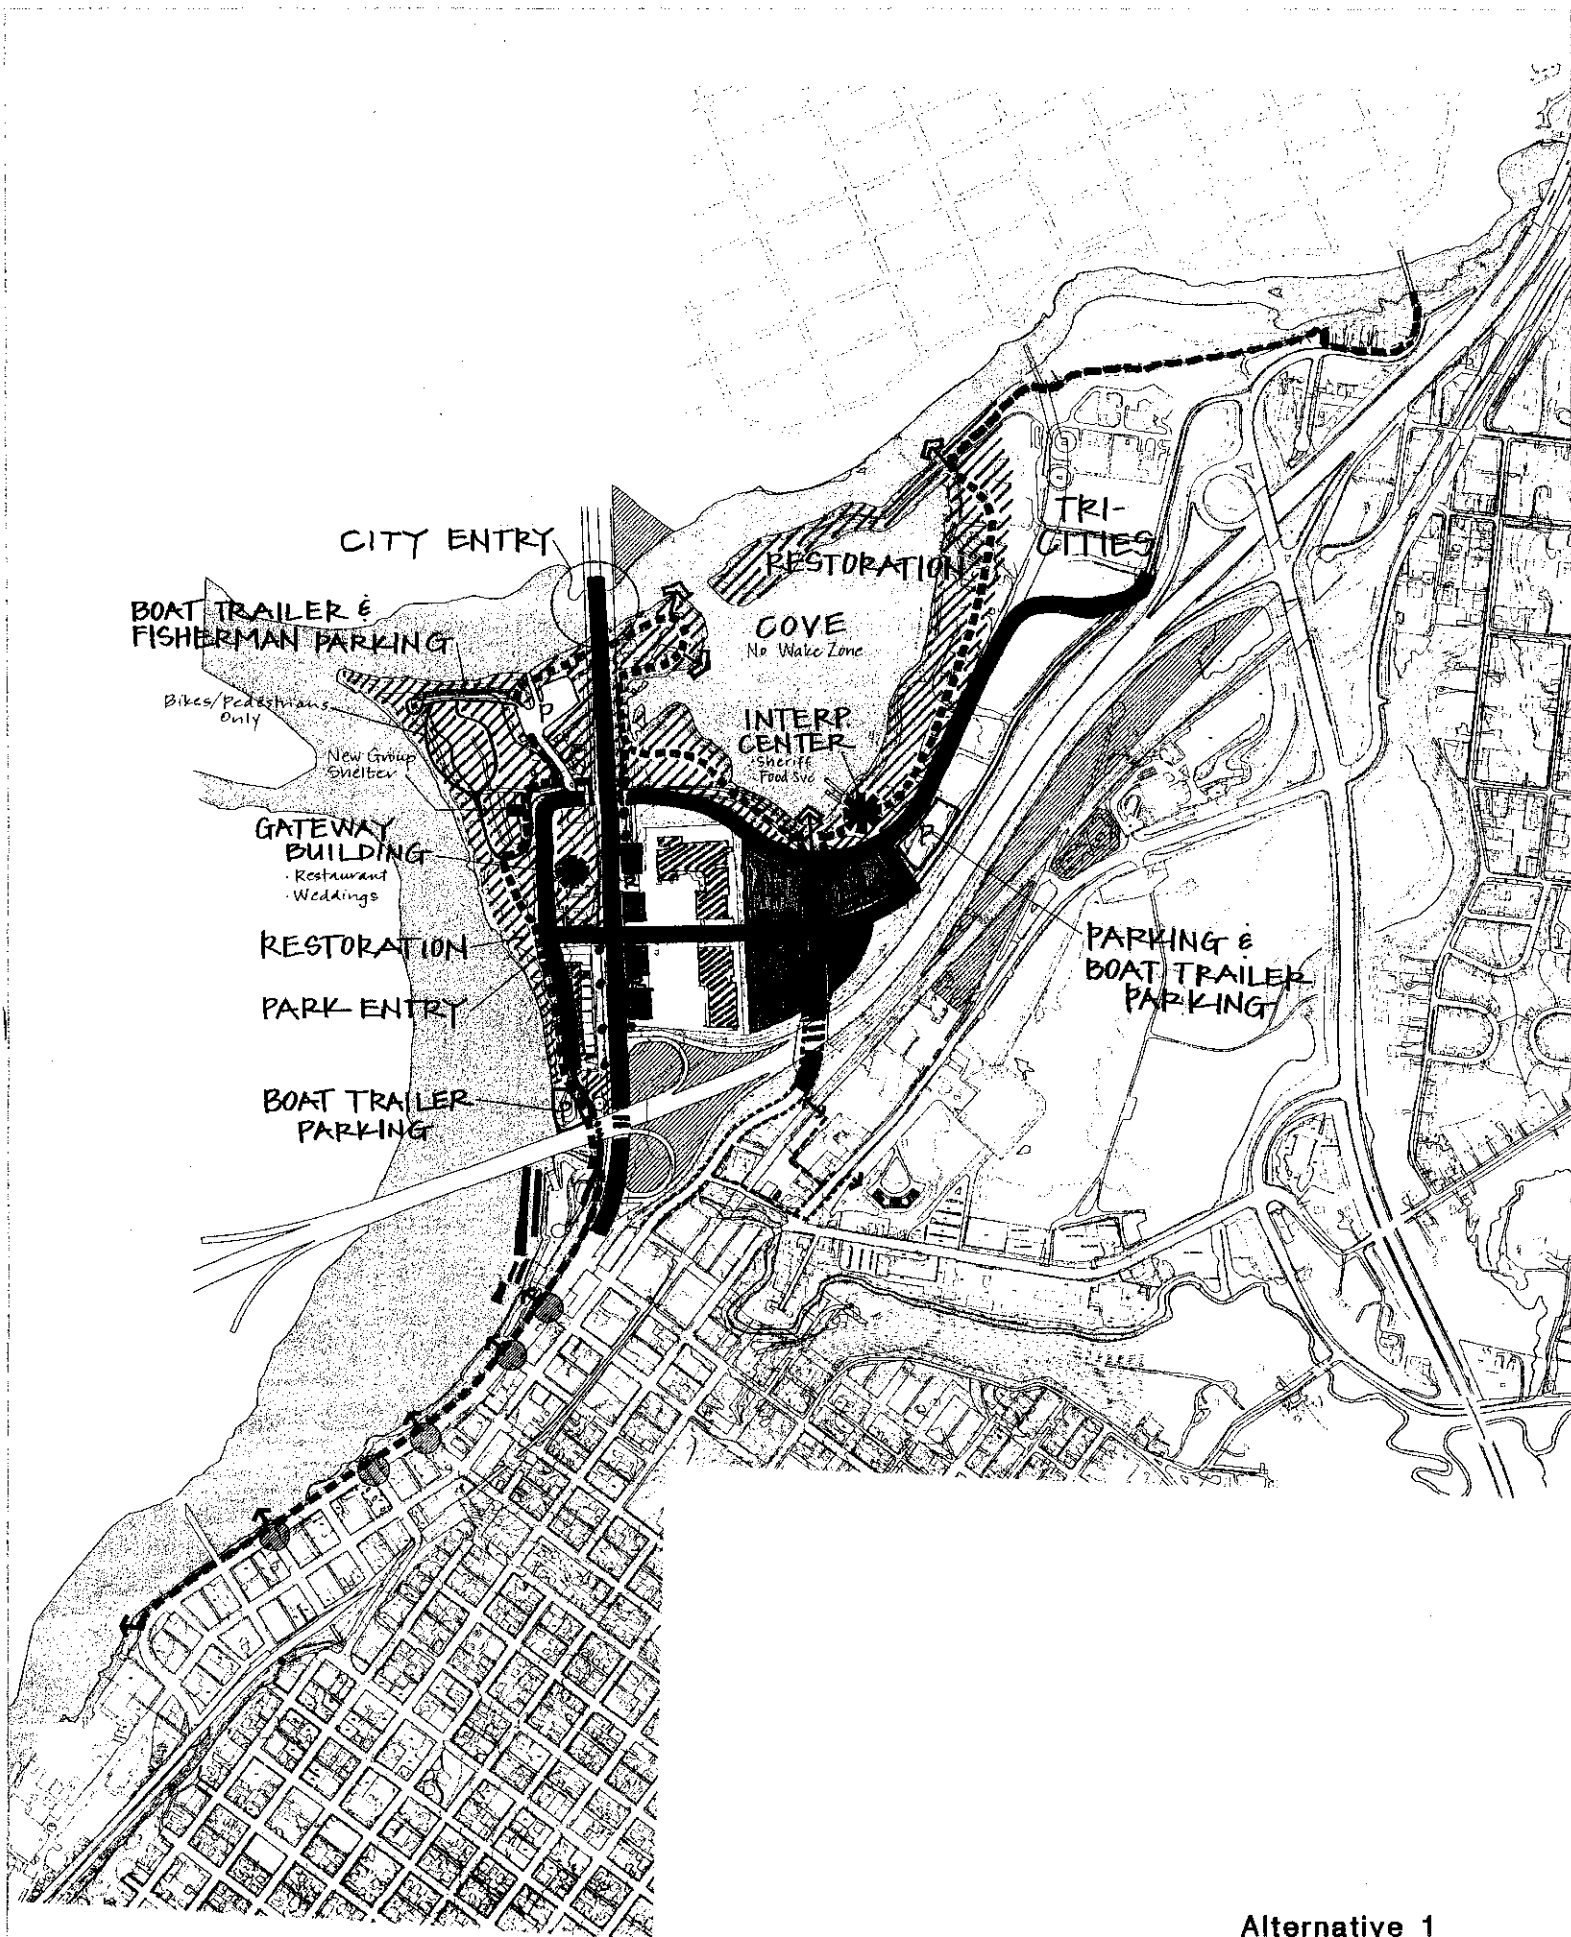 CITY ENTRY
TRI-
CITIES
RESTORATION
BOAT TRAILER &
FISHERMAN PARKING
COVE
No Wake Zone
Bikes/Pedestrians
Only
INTERP.
CENTER
· Sheriff
· Food Svc
New Group
Shelter
GATEWAY
BUILDING
· Restaurant
· Weddings
RESTORATION
PARKING &
BOAT TRAILER
PARKING
PARK ENTRY
BOAT TRAILER
PARKING
P
P
P
Alternative 1